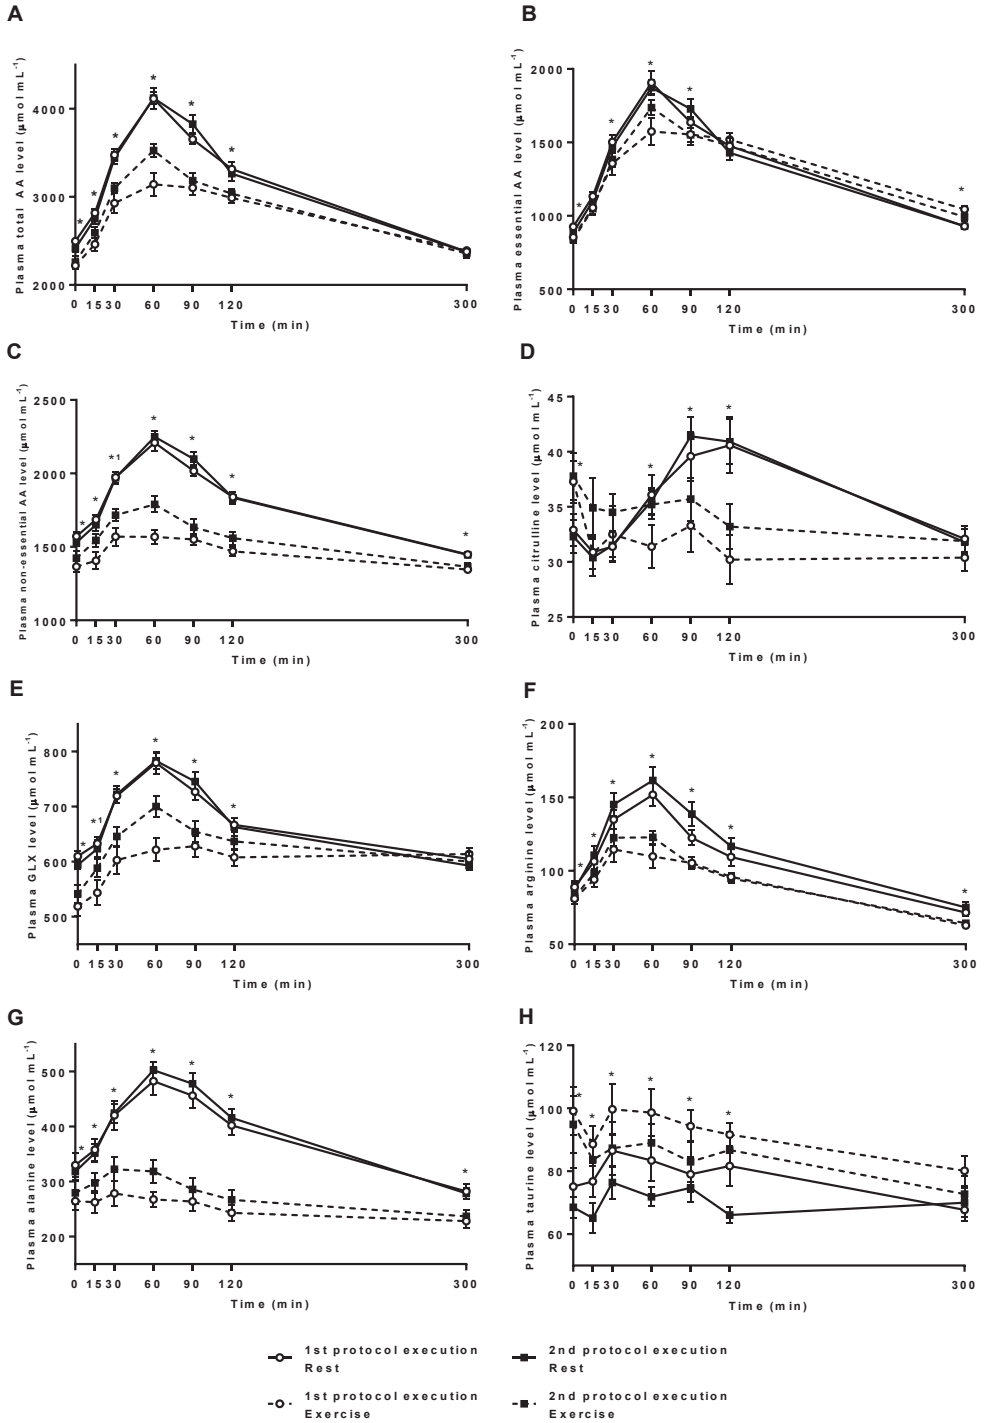 A
Plasma total AA level (µmol mL-1)
4000
3000
2000
* * * * * *
0 15 30 60 90 120 300
Time (min)
B
Plasma essential AA level (µmol mL-1)
2000
1500
1000
500
* * * * *
0 15 30 60 90 120 300
Time (min)
C
Plasma non-essential AA level (µmol mL-1)
2500
2000
1500
1000
* * *1 * * * *
0 15 30 60 90 120 300
Time (min)
D
Plasma citrulline level (µmol mL-1)
45
40
35
30
25
* * * *
0 15 30 60 90 120 300
Time (min)
E
Plasma GLX level (µmol mL-1)
800
700
600
500
* *1 * * * *
0 15 30 60 90 120 300
Time (min)
F
Plasma arginine level (µmol mL-1)
200
150
100
50
* * * * * * *
0 15 30 60 90 120 300
Time (min)
G
Plasma alanine level (µmol mL-1)
500
400
300
200
* * * * * * *
0 15 30 60 90 120 300
Time (min)
H
Plasma taurine level (µmol mL-1)
120
100
80
60
* * * * * *
0 15 30 60 90 120 300
Time (min)
1st protocol execution
Rest
2nd protocol execution
Rest
1st protocol execution
Exercise
2nd protocol execution
Exercise